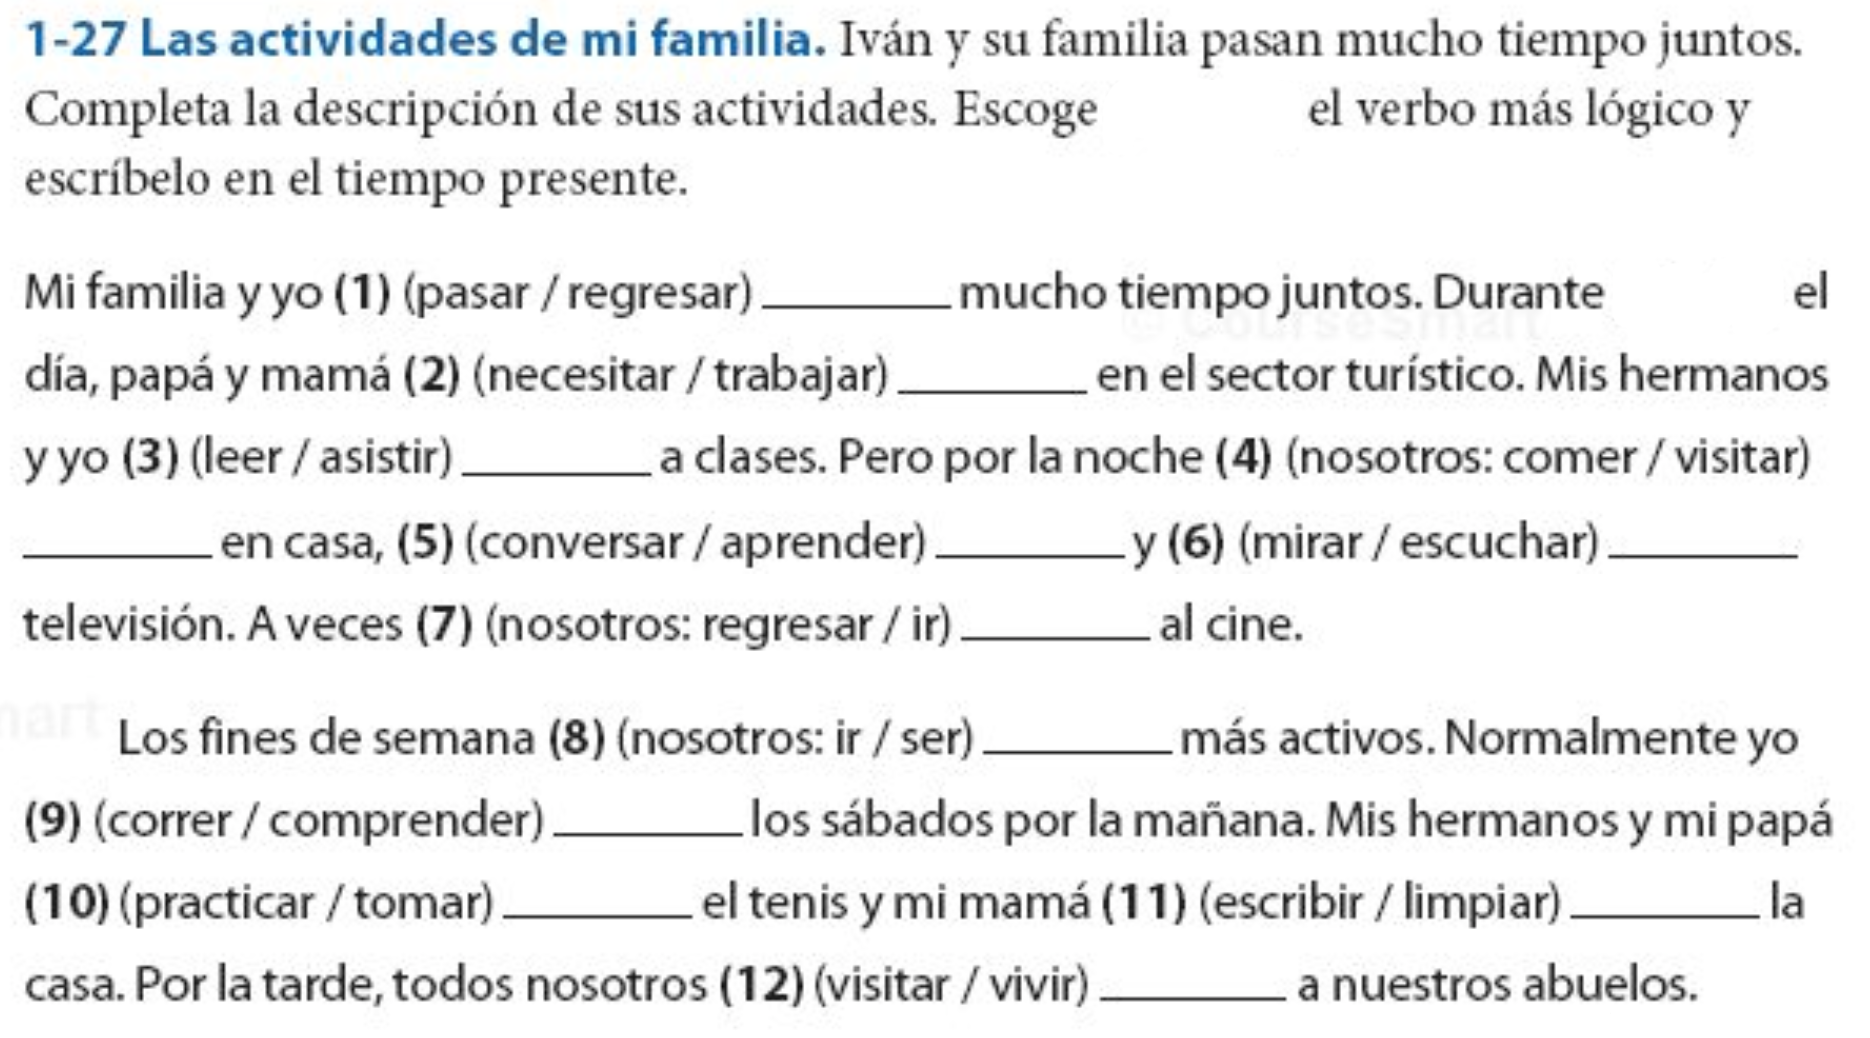 1-27 Las actividades de mi familia. Iván y su familia pasan mucho tiempo juntos.
Completa la descripción de sus actividades. Escoge el verbo más lógico y
escríbelo en el tiempo presente.
Mi familia y yo (1) (pasar / regresar) ________ mucho tiempo juntos. Durante el
© CourseSmart
día, papá y mamá (2) (necesitar / trabajar) ________ en el sector turístico. Mis hermanos
y yo (3) (leer / asistir) ________ a clases. Pero por la noche (4) (nosotros: comer / visitar)
________ en casa, (5) (conversar / aprender) ________ y (6) (mirar / escuchar) ________
televisión. A veces (7) (nosotros: regresar / ir) ________ al cine.
mart
Los fines de semana (8) (nosotros: ir / ser) ________ más activos. Normalmente yo
(9) (correr / comprender) ________ los sábados por la mañana. Mis hermanos y mi papá
(10) (practicar / tomar) ________ el tenis y mi mamá (11) (escribir / limpiar) ________ la
casa. Por la tarde, todos nosotros (12) (visitar / vivir) ________ a nuestros abuelos.